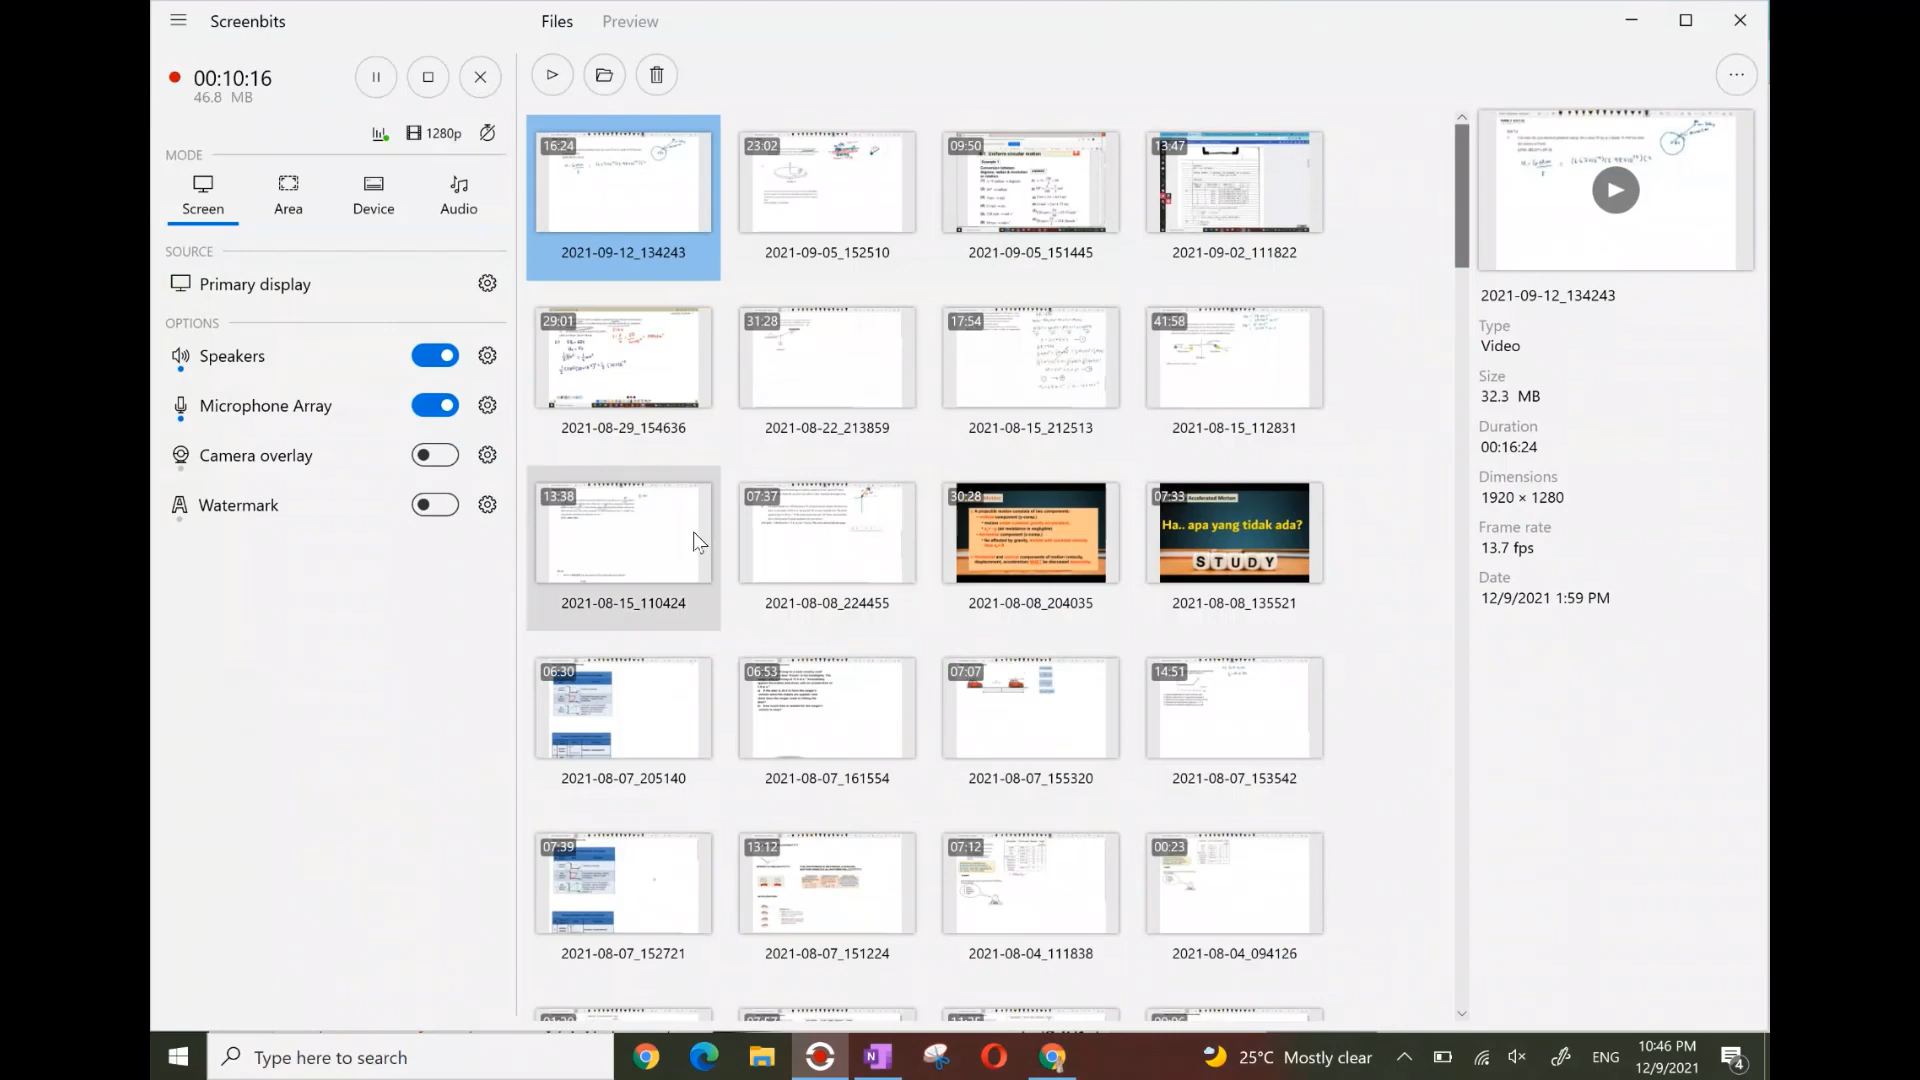 Screenbits
Files
Preview
00:10:16
46.8 MB
1280p
MODE
Screen
Area
Device
Audio
SOURCE
Primary display
OPTIONS
Speakers
Microphone Array
Camera overlay
Watermark
16:24
2021-09-12_134243
23:02
2021-09-05_152510
09:50
Uniform circular motion
2021-09-05_151445
13:47
2021-09-02_111822
29:01
2021-08-29_154636
31:28
2021-08-22_213859
17:54
2021-08-15_212513
41:58
2021-08-15_112831
13:38
2021-08-15_110424
07:37
2021-08-08_224455
30:28
2021-08-08_204035
07:33
Accelerated Motion
Ha.. apa yang tidak ada?
STUDY
2021-08-08_135521
06:30
2021-08-07_205140
06:53
2021-08-07_161554
07:07
2021-08-07_155320
14:51
2021-08-07_153542
07:39
2021-08-07_152721
13:12
2021-08-07_151224
07:12
2021-08-04_111838
00:23
2021-08-04_094126
2021-09-12_134243
Type
Video
Size
32.3 MB
Duration
00:16:24
Dimensions
1920 × 1280
Frame rate
13.7 fps
Date
12/9/2021 1:59 PM
Type here to search
25°C Mostly clear
ENG
10:46 PM
12/9/2021
4